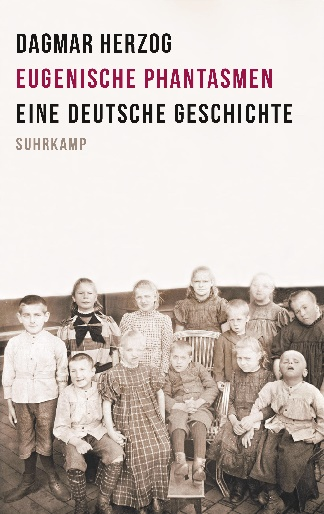 DAGMAR HERZOG
EUGENISCHE PHANTASMEN
EINE DEUTSCHE GESCHICHTE
SUHRKAMP